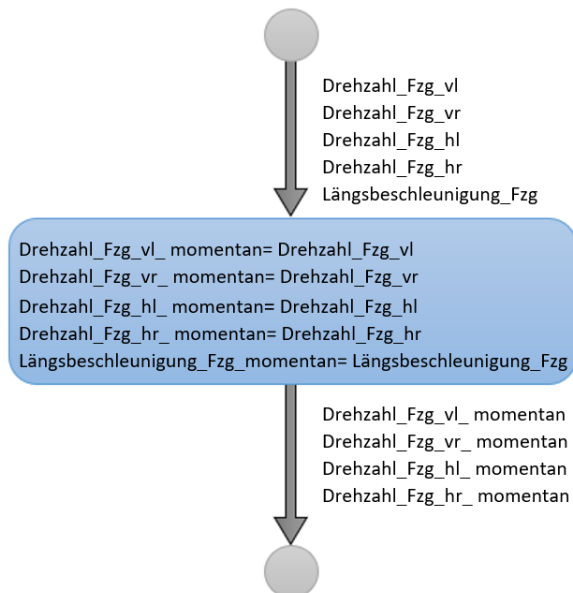 Drehzahl_Fzg_vl
Drehzahl_Fzg_vr
Drehzahl_Fzg_hl
Drehzahl_Fzg_hr
Längsbeschleunigung_Fzg
Drehzahl_Fzg_vl_ momentan= Drehzahl_Fzg_vl
Drehzahl_Fzg_vr_ momentan= Drehzahl_Fzg_vr
Drehzahl_Fzg_hl_ momentan= Drehzahl_Fzg_hl
Drehzahl_Fzg_hr_ momentan= Drehzahl_Fzg_hr
Längsbeschleunigung_Fzg_momentan= Längsbeschleunigung_Fzg
Drehzahl_Fzg_vl_ momentan
Drehzahl_Fzg_vr_ momentan
Drehzahl_Fzg_hl_ momentan
Drehzahl_Fzg_hr_ momentan